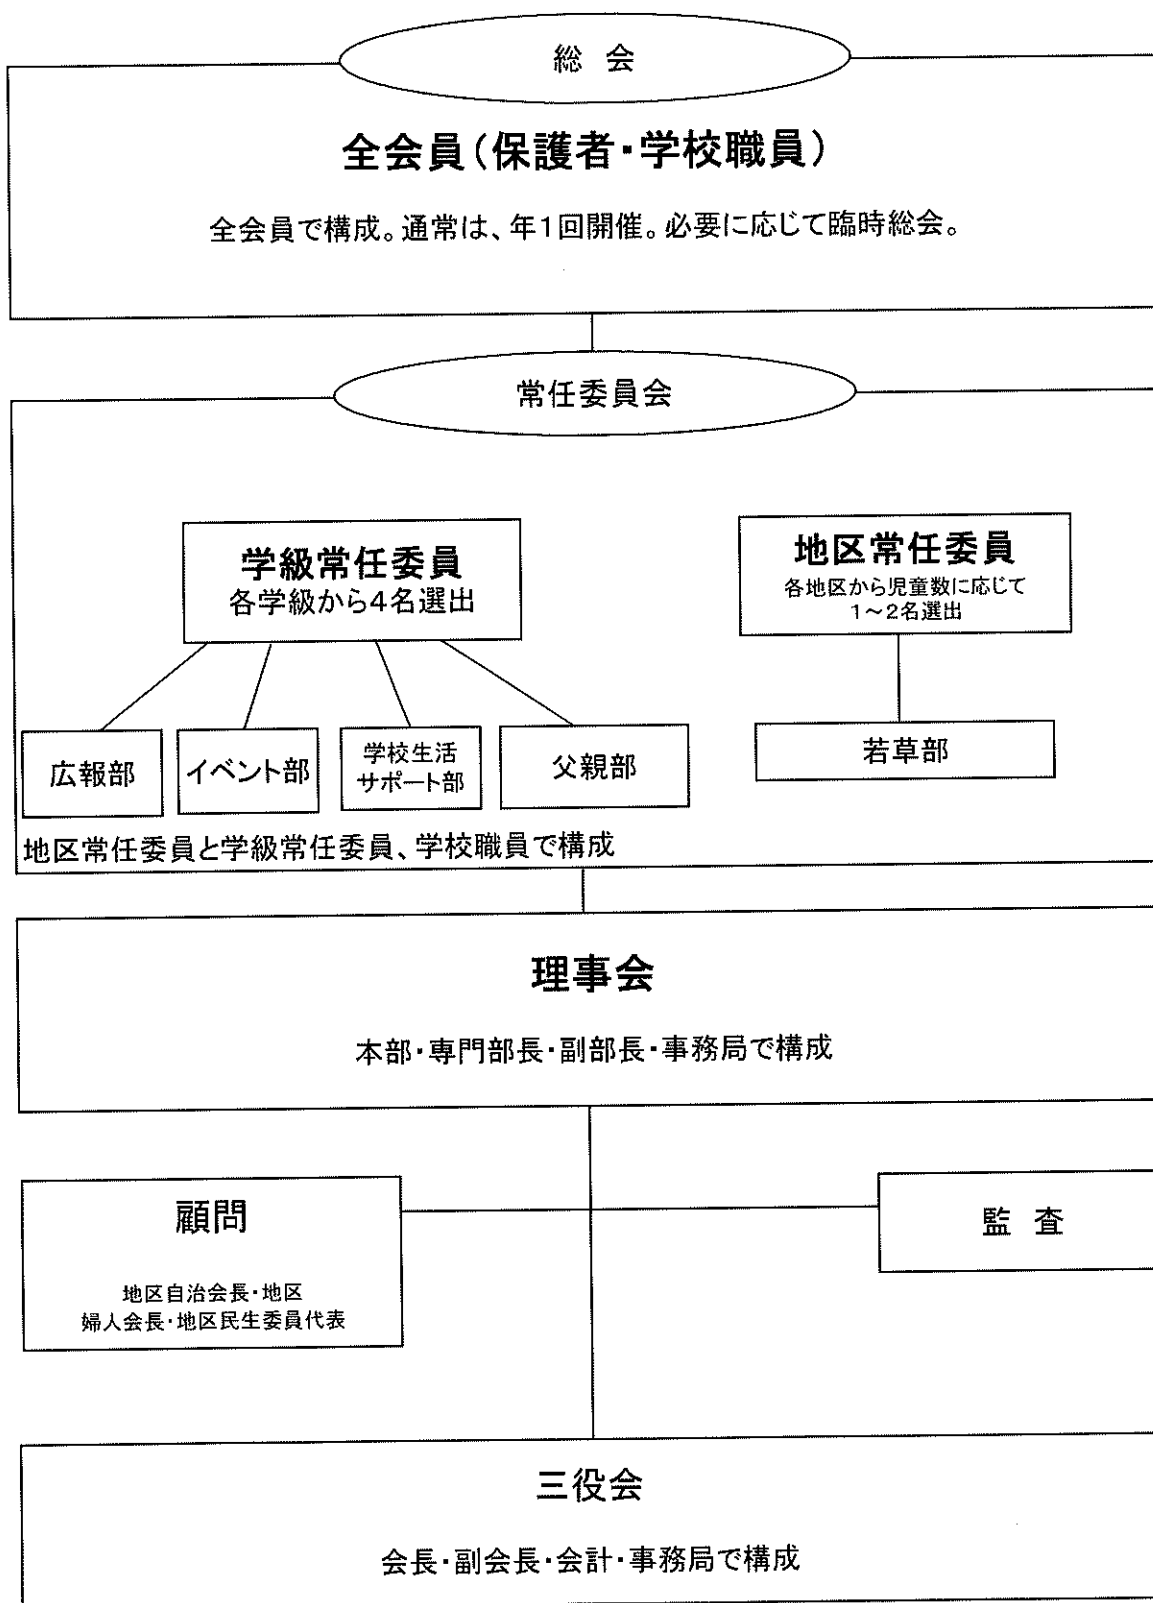 総 会
全会員(保護者・学校職員)
全会員で構成。通常は、年1回開催。必要に応じて臨時総会。
常任委員会
学級常任委員
各学級から4名選出
地区常任委員
各地区から児童数に応じて
1～2名選出
広報部
イベント部
学校生活
サポート部
父親部
若草部
地区常任委員と学級常任委員、学校職員で構成
理事会
本部・専門部長・副部長・事務局で構成
顧問
地区自治会長・地区
婦人会長・地区民生委員代表
監 査
三役会
会長・副会長・会計・事務局で構成